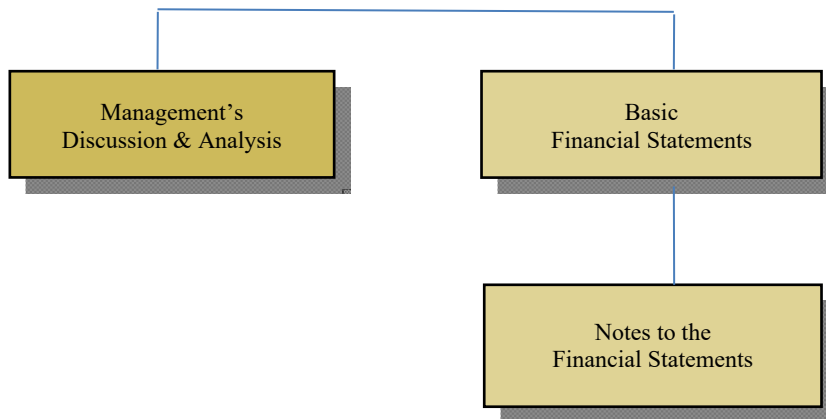 Management’s
Discussion & Analysis
Basic
Financial Statements
Notes to the
Financial Statements